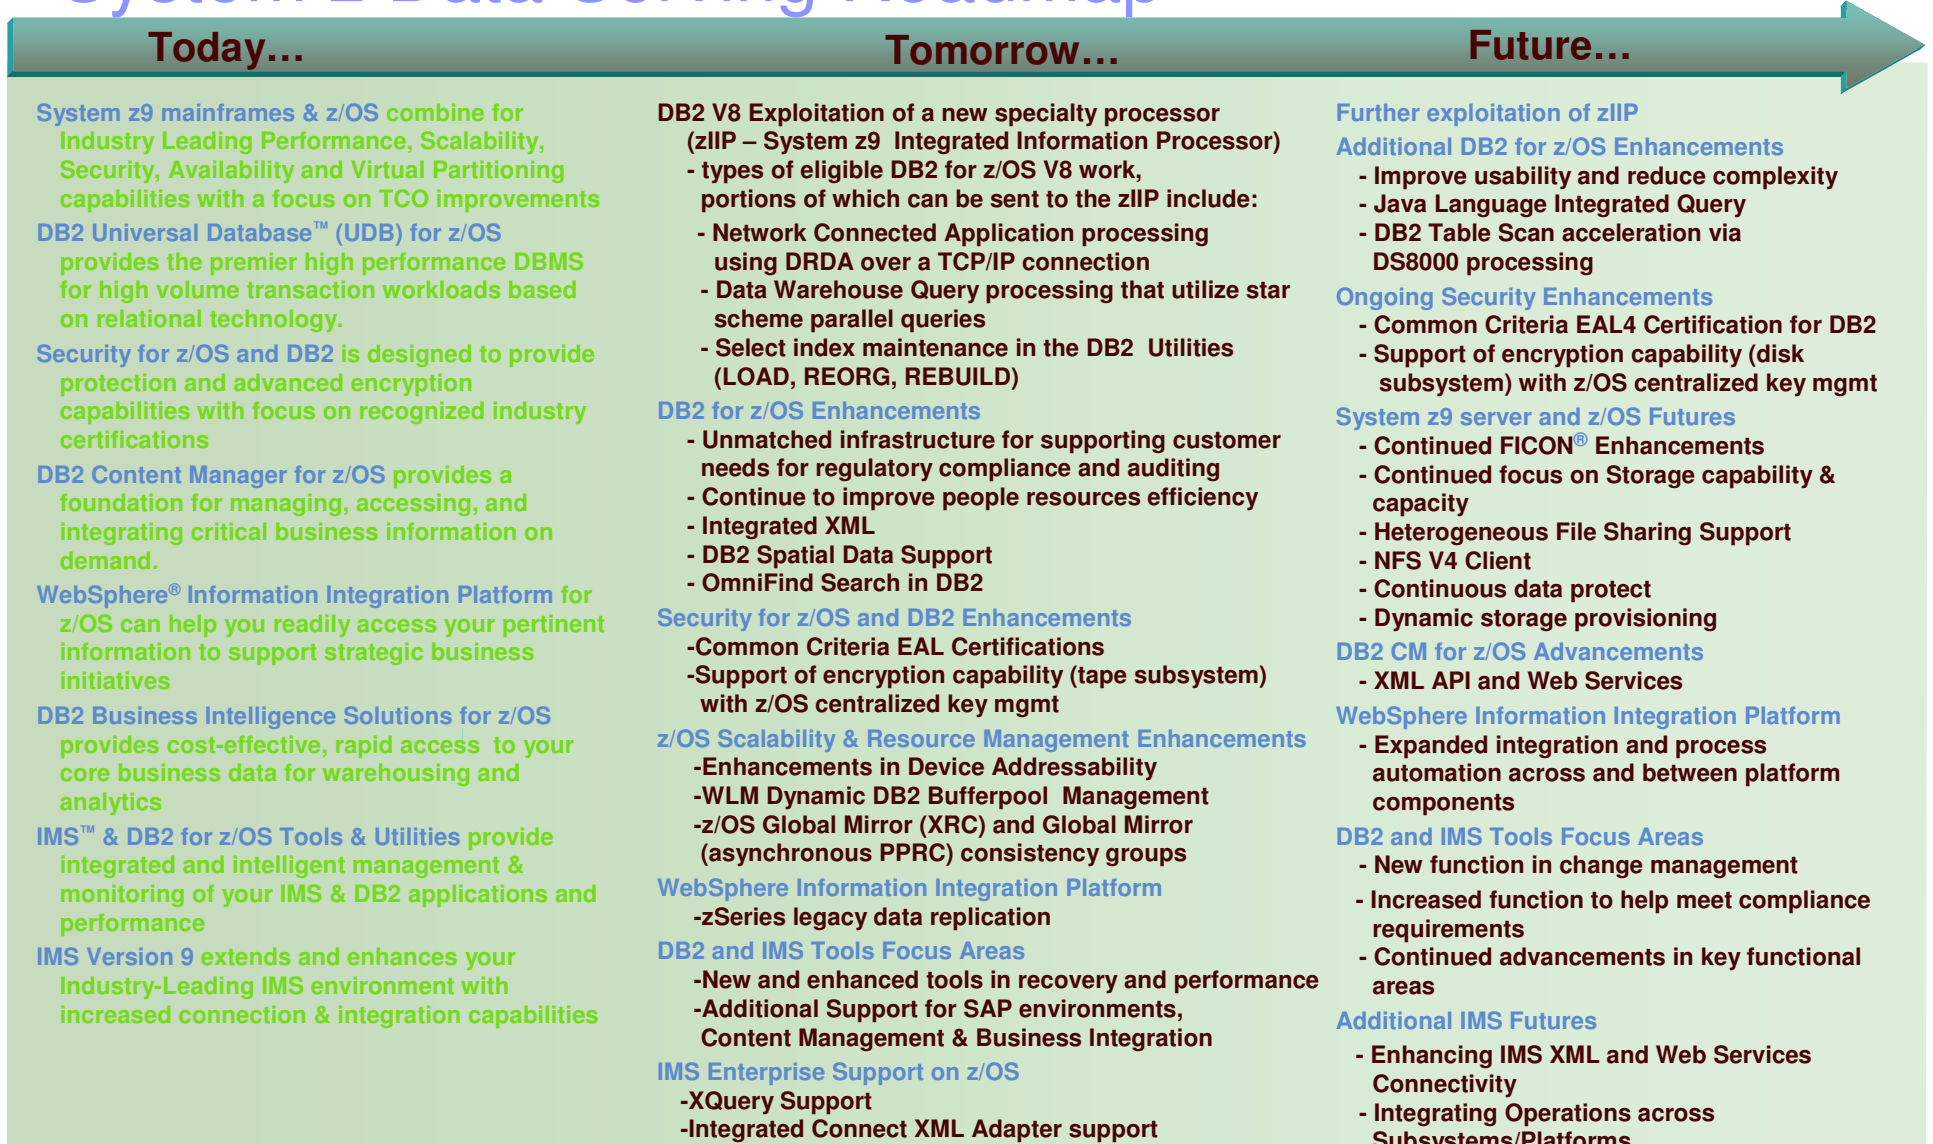 System z Data Serving Roadmap
Today…
Tomorrow…
Future…
System z9 mainframes & z/OS combine for
Industry Leading Performance, Scalability,
Security, Availability and Virtual Partitioning
capabilities with a focus on TCO improvements
DB2 Universal Database™ (UDB) for z/OS
provides the premier high performance DBMS
for high volume transaction workloads based
on relational technology.
Security for z/OS and DB2 is designed to provide
protection and advanced encryption
capabilities with focus on recognized industry
certifications
DB2 Content Manager for z/OS provides a
foundation for managing, accessing, and
integrating critical business information on
demand.
WebSphere® Information Integration Platform for
z/OS can help you readily access your pertinent
information to support strategic business
initiatives
DB2 Business Intelligence Solutions for z/OS
provides cost-effective, rapid access to your
core business data for warehousing and
analytics
IMS™ & DB2 for z/OS Tools & Utilities provide
integrated and intelligent management &
monitoring of your IMS & DB2 applications and
performance
IMS Version 9 extends and enhances your
Industry-Leading IMS environment with
increased connection & integration capabilities
DB2 V8 Exploitation of a new specialty processor
(zIIP – System z9 Integrated Information Processor)
- types of eligible DB2 for z/OS V8 work,
portions of which can be sent to the zIIP include:
- Network Connected Application processing
using DRDA over a TCP/IP connection
- Data Warehouse Query processing that utilize star
scheme parallel queries
- Select index maintenance in the DB2 Utilities
(LOAD, REORG, REBUILD)
DB2 for z/OS Enhancements
- Unmatched infrastructure for supporting customer
needs for regulatory compliance and auditing
- Continue to improve people resources efficiency
- Integrated XML
- DB2 Spatial Data Support
- OmniFind Search in DB2
Security for z/OS and DB2 Enhancements
-Common Criteria EAL Certifications
-Support of encryption capability (tape subsystem)
with z/OS centralized key mgmt
z/OS Scalability & Resource Management Enhancements
-Enhancements in Device Addressability
-WLM Dynamic DB2 Bufferpool Management
-z/OS Global Mirror (XRC) and Global Mirror
(asynchronous PPRC) consistency groups
WebSphere Information Integration Platform
-zSeries legacy data replication
DB2 and IMS Tools Focus Areas
-New and enhanced tools in recovery and performance
-Additional Support for SAP environments,
Content Management & Business Integration
IMS Enterprise Support on z/OS
-XQuery Support
-Integrated Connect XML Adapter support
Further exploitation of zIIP
Additional DB2 for z/OS Enhancements
- Improve usability and reduce complexity
- Java Language Integrated Query
- DB2 Table Scan acceleration via
DS8000 processing
Ongoing Security Enhancements
- Common Criteria EAL4 Certification for DB2
- Support of encryption capability (disk
subsystem) with z/OS centralized key mgmt
System z9 server and z/OS Futures
- Continued FICON® Enhancements
- Continued focus on Storage capability &
capacity
- Heterogeneous File Sharing Support
- NFS V4 Client
- Continuous data protect
- Dynamic storage provisioning
DB2 CM for z/OS Advancements
- XML API and Web Services
WebSphere Information Integration Platform
- Expanded integration and process
automation across and between platform
components
DB2 and IMS Tools Focus Areas
- New function in change management
- Increased function to help meet compliance
requirements
- Continued advancements in key functional
areas
Additional IMS Futures
- Enhancing IMS XML and Web Services
Connectivity
- Integrating Operations across
Subsystems/Platforms